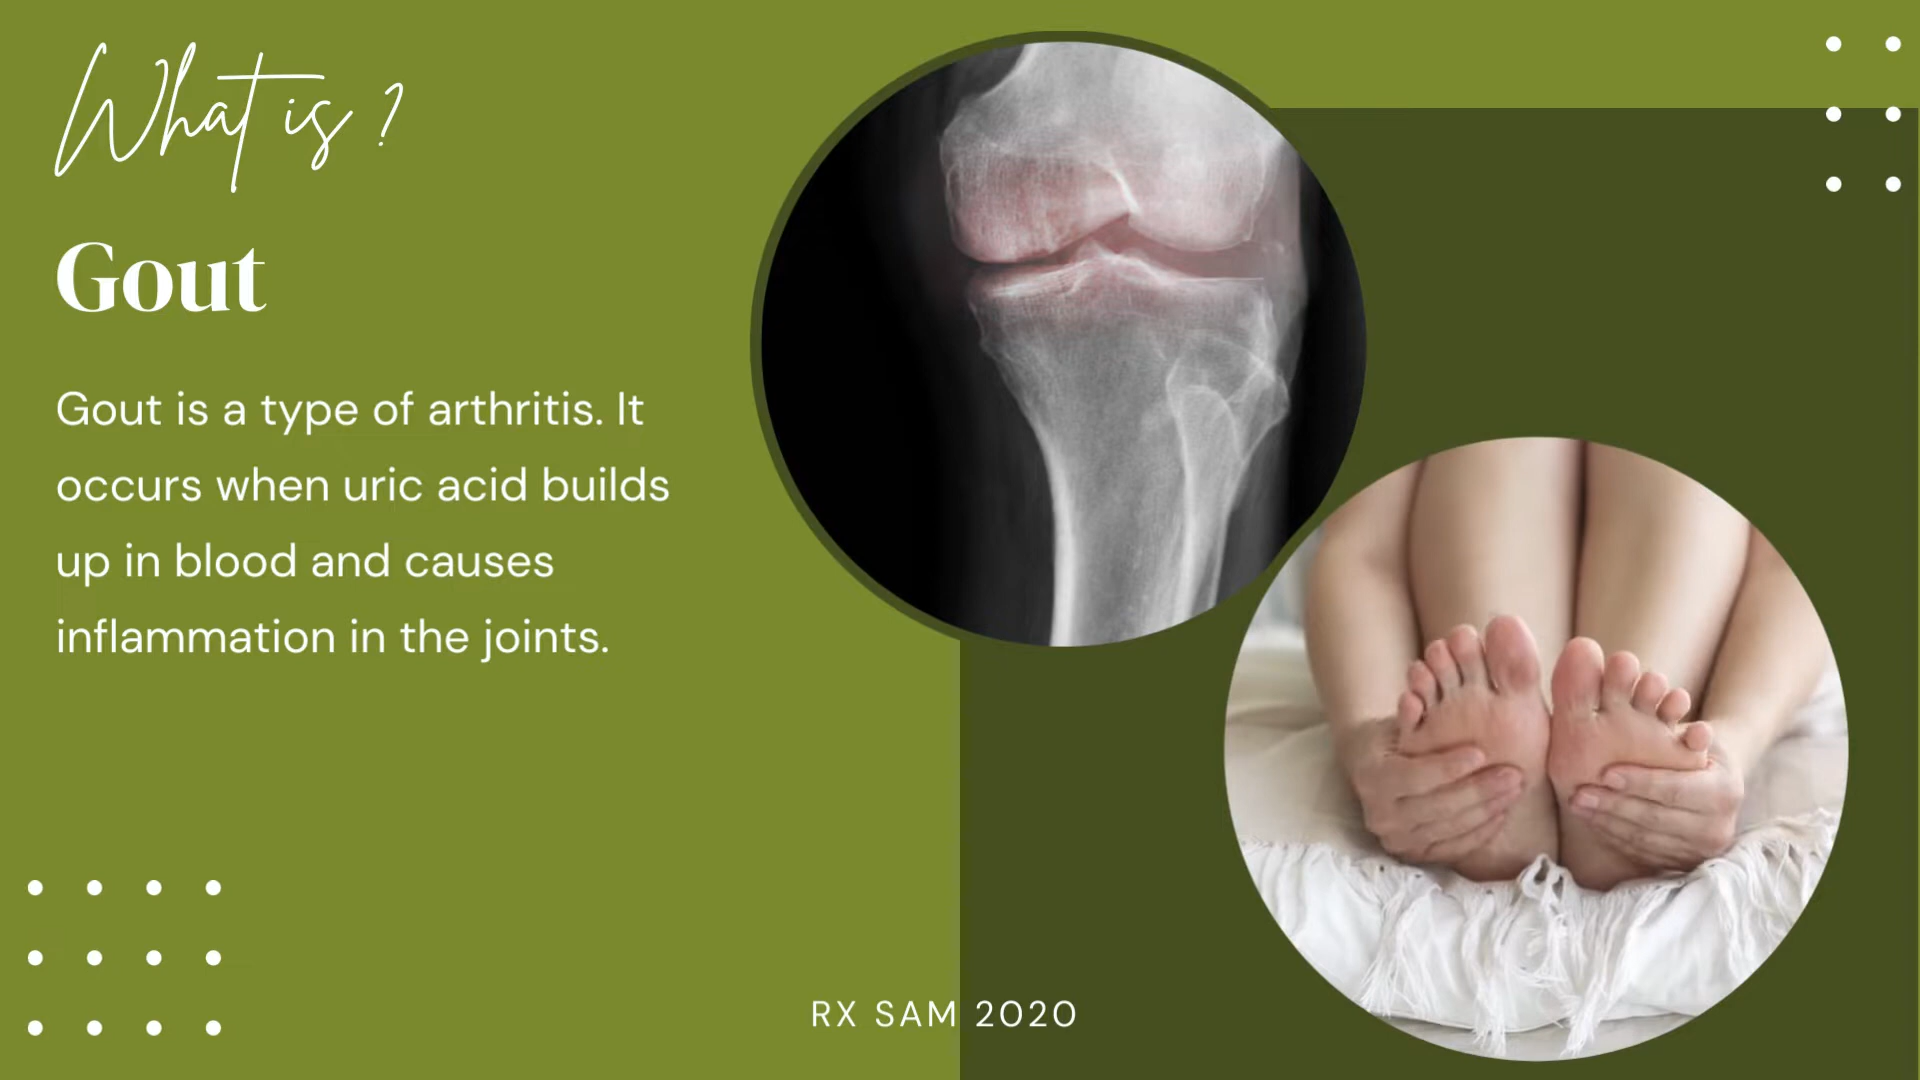 What is ?
Gout
Gout is a type of arthritis. It
occurs when uric acid builds
up in blood and causes
inflammation in the joints.
RX SAM 2020